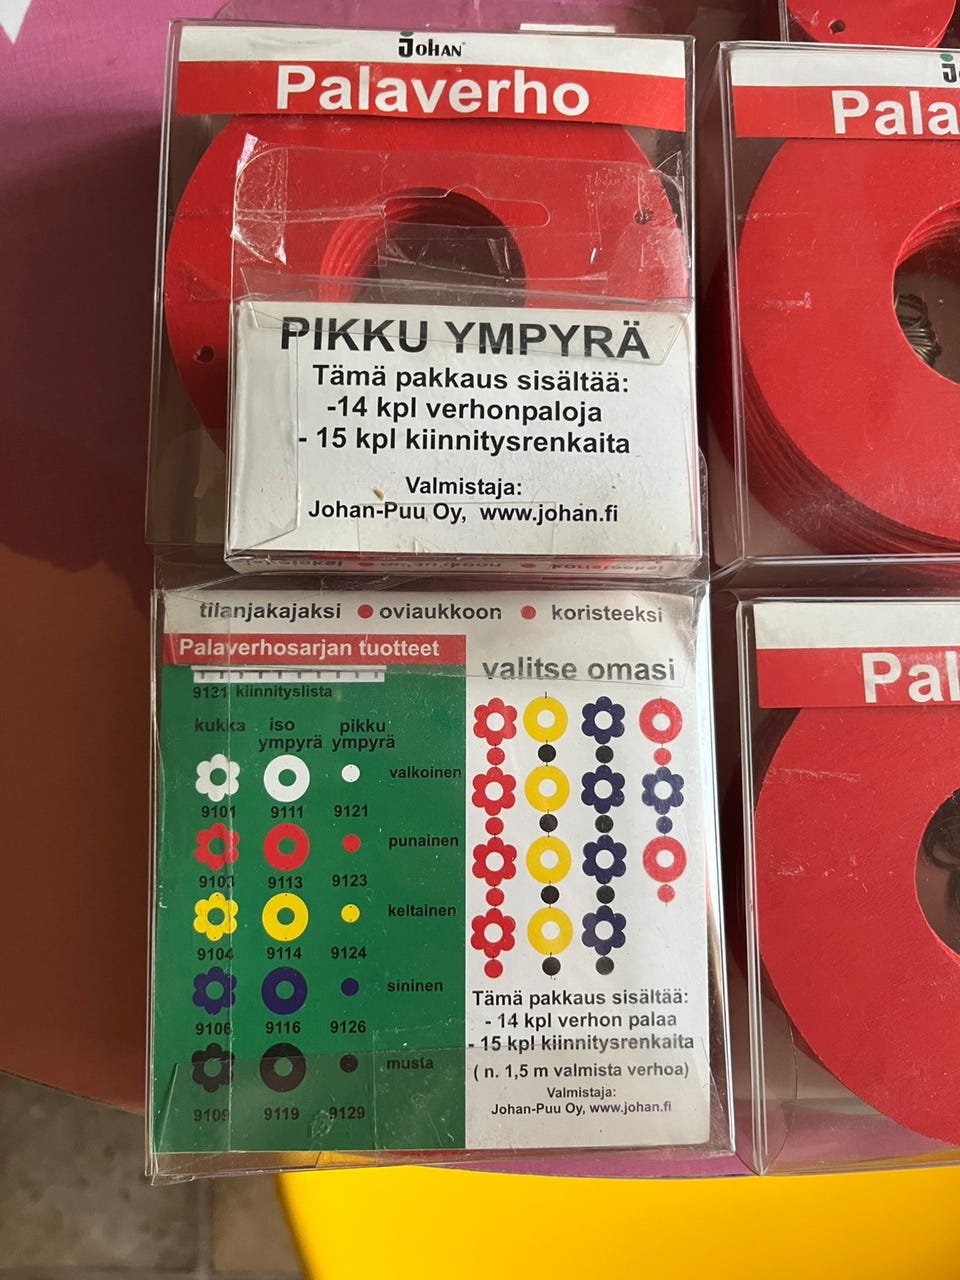 Johan
Palaverho
PIKKU YMPYRÄ
Tämä pakkaus sisältää:
-14 kpl verhonpaloja
- 15 kpl kiinnitysrenkaita
Valmistaja:
Johan-Puu Oy, www.johan.fi
tilanjakajaksi ● oviaukkoon ● koristeeksi
Palaverhosarjan tuotteet
9131 kiinnityslista
kukka iso ympyrä pikku ympyrä
valkoinen
9101 9111 9121
punainen
9103 9113 9123
keltainen
9104 9114 9124
sininen
9106 9116 9126
musta
9109 9119 9129
valitse omasi
Tämä pakkaus sisältää:
- 14 kpl verhon palaa
- 15 kpl kiinnitysrenkaita
( n. 1,5 m valmista verhoa)
Valmistaja:
Johan-Puu Oy, www.johan.fi
Pala
Pal